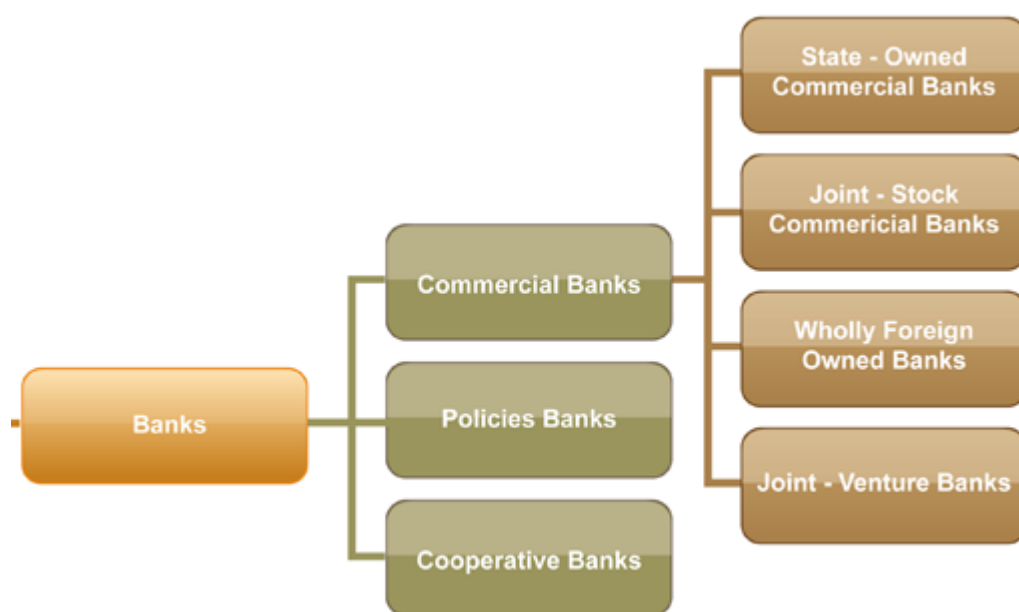 Banks
Commercial Banks
Policies Banks
Cooperative Banks
State - Owned
Commercial Banks
Joint - Stock
Commericial Banks
Wholly Foreign
Owned Banks
Joint - Venture Banks